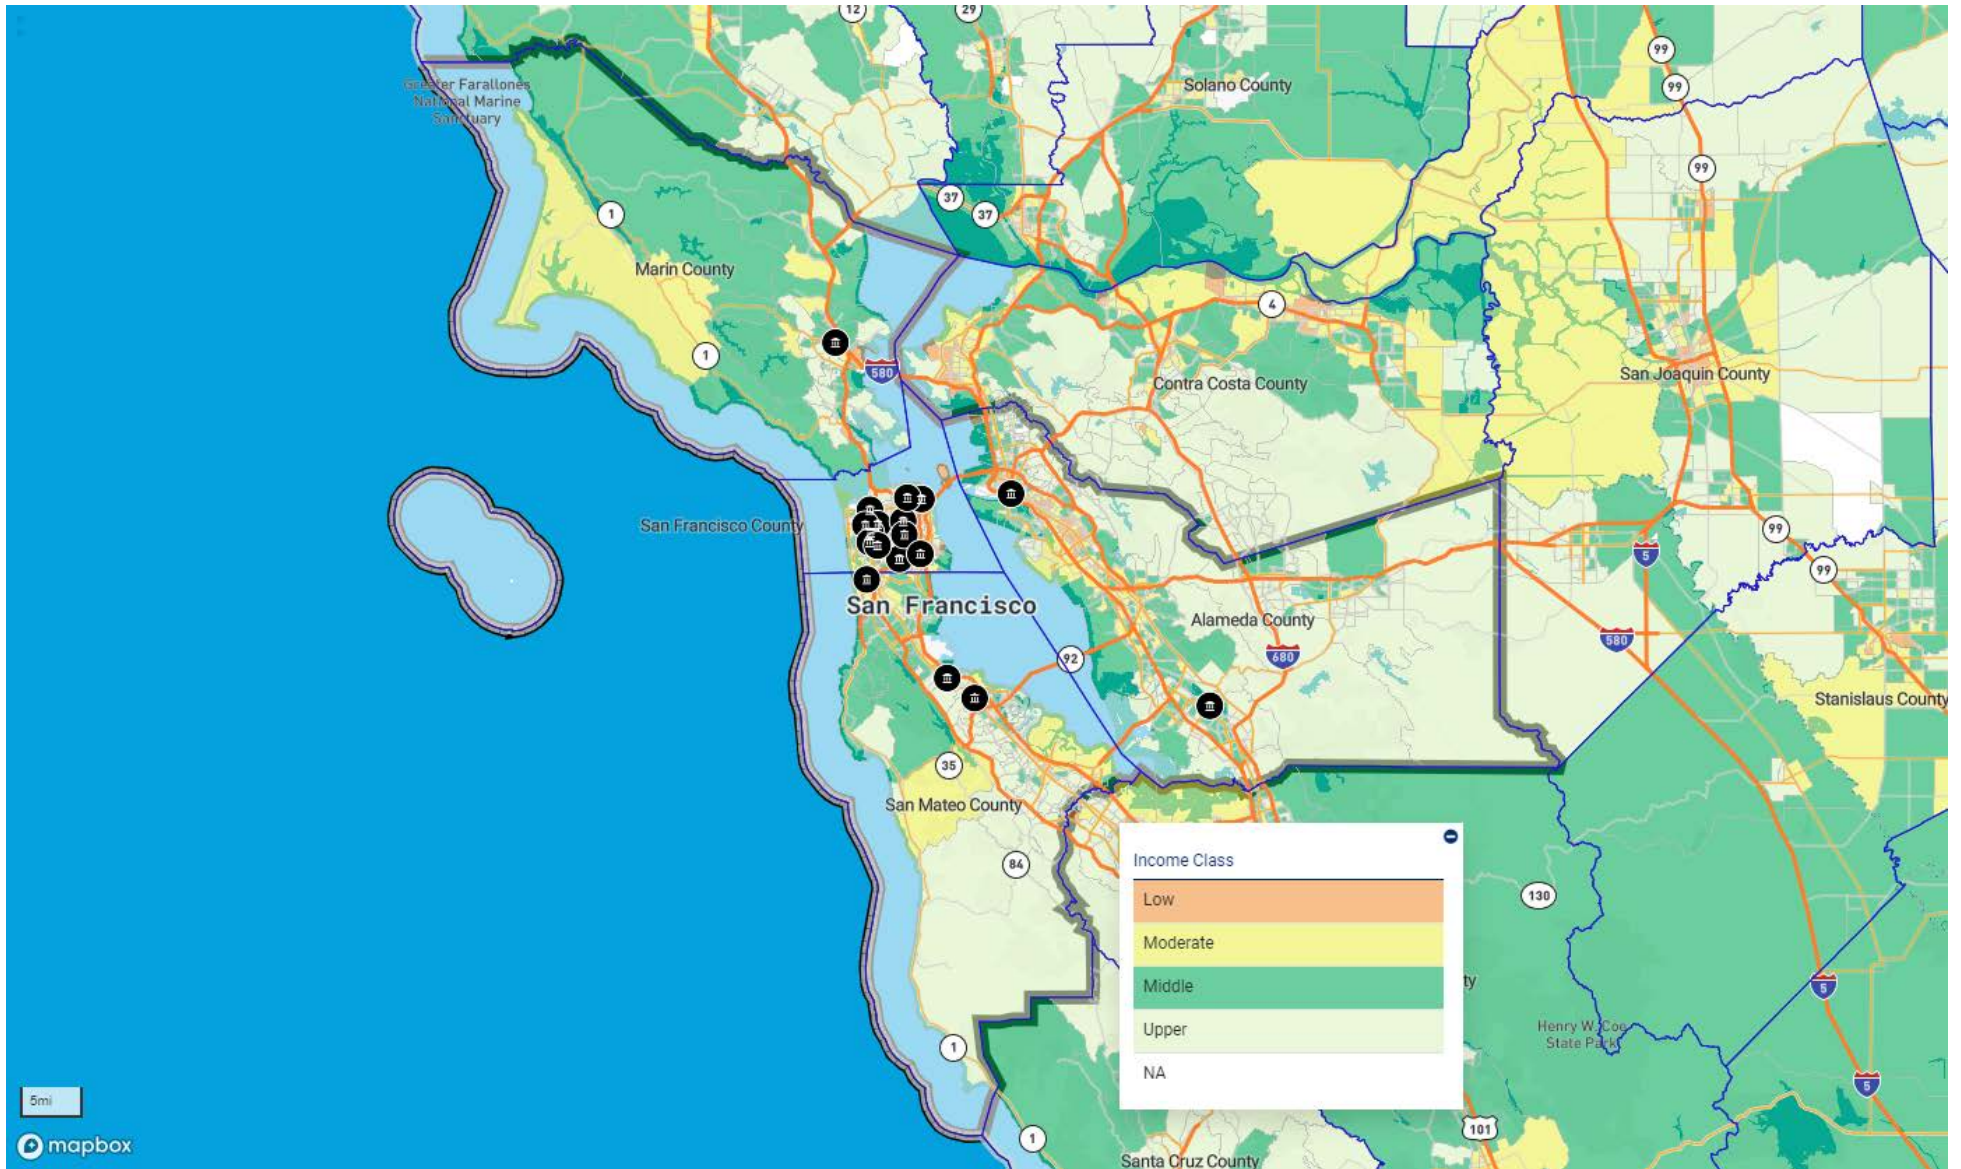 12
29
99
99
Solano County
Greater Farallones
National Marine
Sanctuary
99
37
37
1
Marin County
4
1
580
San Joaquin County
Contra Costa County
San Francisco County
99
5
99
San Francisco
Alameda County
580
92
680
Stanislaus County
35
San Mateo County
84
Income Class
Low
Moderate
Middle
Upper
NA
130
ty
5
Henry W. Coe
State Park
1
5
5mi
mapbox
101
1
Santa Cruz County